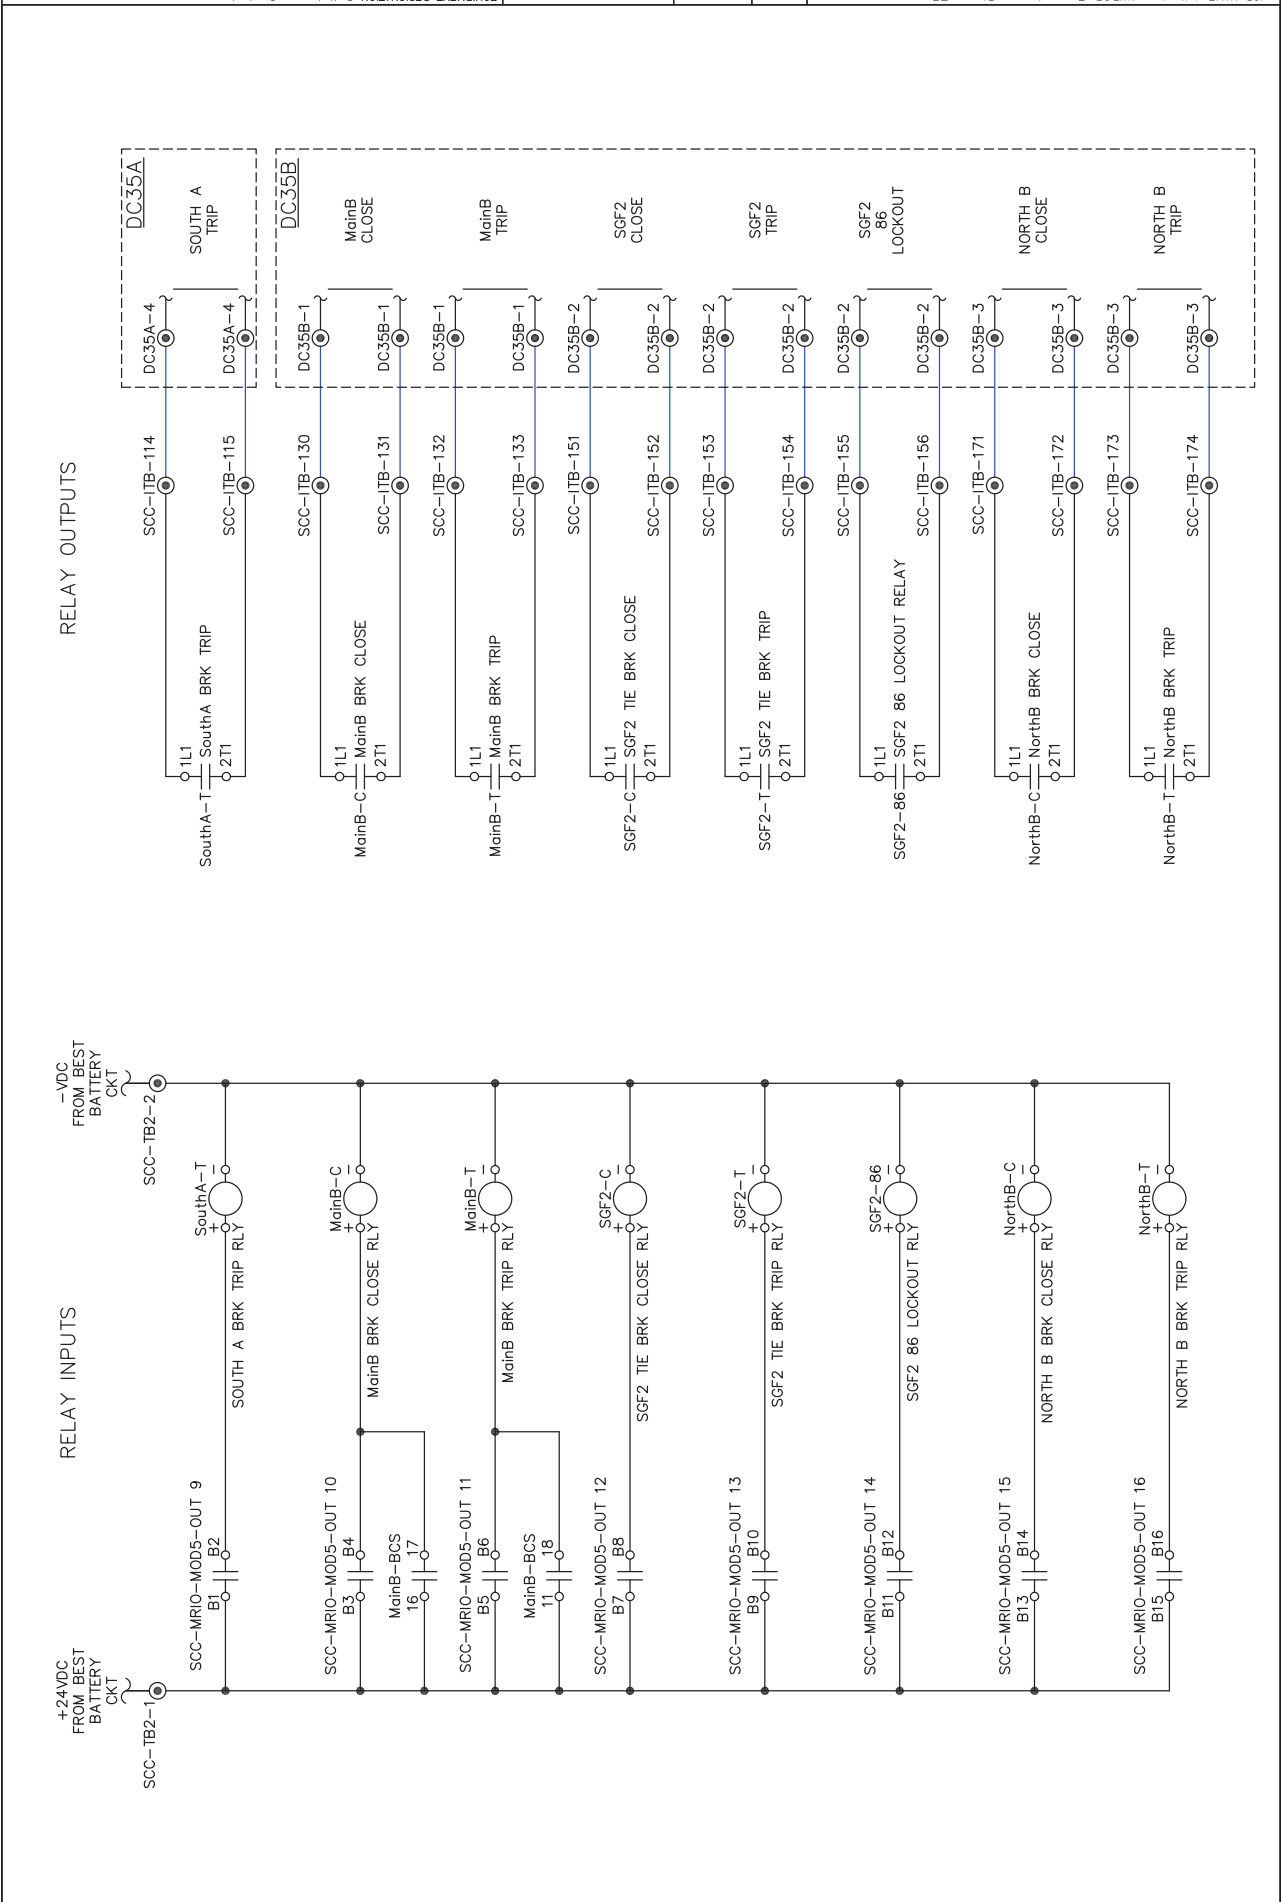 RELAY INPUTS
+24VDC
FROM BEST
BATTERY
CKT
SCC-TB2-1
-VDC
FROM BEST
BATTERY
CKT
SCC-TB2-2
SCC-MRIO-MOD5-OUT 9
B1 B2
SOUTH A BRK TRIP RLY
SouthA-T
+ -
SCC-MRIO-MOD5-OUT 10
B3 B4
MainB BRK CLOSE RLY
MainB-C
+ -
MainB-BCS
16 17
SCC-MRIO-MOD5-OUT 11
B5 B6
MainB BRK TRIP RLY
MainB-T
+ -
MainB-BCS
11 18
SCC-MRIO-MOD5-OUT 12
B7 B8
SGF2 TIE BRK CLOSE RLY
SGF2-C
+ -
SCC-MRIO-MOD5-OUT 13
B9 B10
SGF2 TIE BRK TRIP RLY
SGF2-T
+ -
SCC-MRIO-MOD5-OUT 14
B11 B12
SGF2 86 LOCKOUT RLY
SGF2-86
+ -
SCC-MRIO-MOD5-OUT 15
B13 B14
NORTH B BRK CLOSE RLY
NorthB-C
+ -
SCC-MRIO-MOD5-OUT 16
B15 B16
NORTH B BRK TRIP RLY
NorthB-T
+ -
RELAY OUTPUTS
DC35A
SouthA-T
1L1
SouthA BRK TRIP
2T1
SCC-ITB-114
SCC-ITB-115
DC35A-4
DC35A-4
SOUTH A
TRIP
DC35B
MainB-C
1L1
MainB BRK CLOSE
2T1
SCC-ITB-130
SCC-ITB-131
DC35B-1
DC35B-1
MainB
CLOSE
MainB-T
1L1
MainB BRK TRIP
2T1
SCC-ITB-132
SCC-ITB-133
DC35B-1
DC35B-1
MainB
TRIP
SGF2-C
1L1
SGF2 TIE BRK CLOSE
2T1
SCC-ITB-151
SCC-ITB-152
DC35B-2
DC35B-2
SGF2
CLOSE
SGF2-T
1L1
SGF2 TIE BRK TRIP
2T1
SCC-ITB-153
SCC-ITB-154
DC35B-2
DC35B-2
SGF2
TRIP
SGF2-86
1L1
SGF2 86 LOCKOUT RELAY
2T1
SCC-ITB-155
SCC-ITB-156
DC35B-2
DC35B-2
SGF2
86
LOCKOUT
NorthB-C
1L1
NorthB BRK CLOSE
2T1
SCC-ITB-171
SCC-ITB-172
DC35B-3
DC35B-3
NORTH B
CLOSE
NorthB-T
1L1
NorthB BRK TRIP
2T1
SCC-ITB-173
SCC-ITB-174
DC35B-3
DC35B-3
NORTH B
TRIP